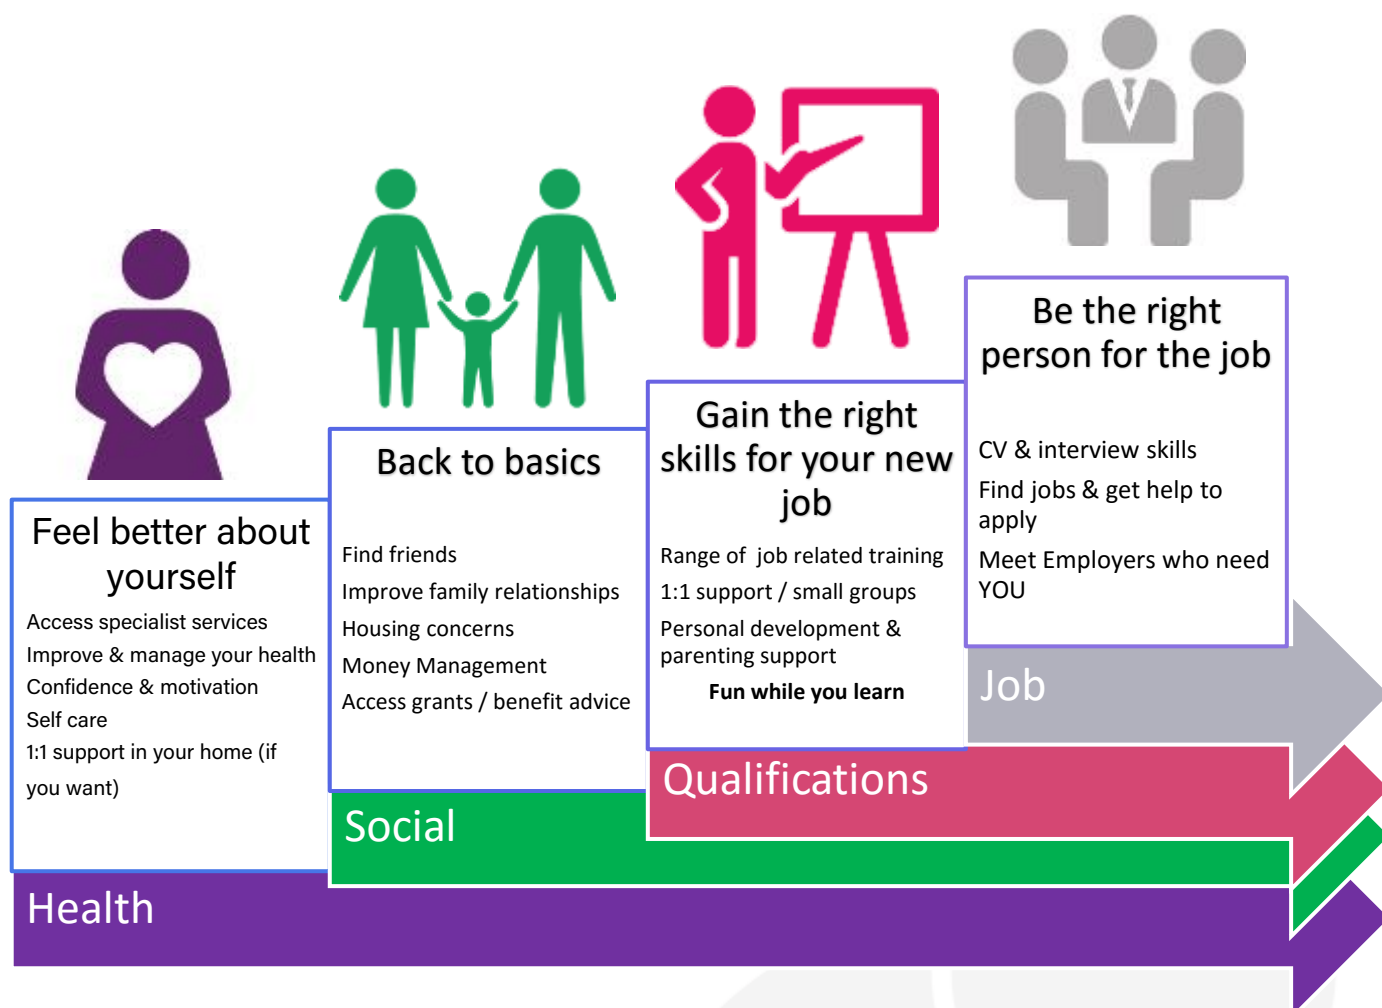 Feel better about
yourself
Access specialist services
Improve & manage your health
Confidence & motivation
Self care
1:1 support in your home (if
you want)
Health
Back to basics
Find friends
Improve family relationships
Housing concerns
Money Management
Access grants / benefit advice
Social
Gain the right
skills for your new
job
Range of job related training
1:1 support / small groups
Personal development &
parenting support
Fun while you learn
Qualifications
Be the right
person for the job
CV & interview skills
Find jobs & get help to
apply
Meet Employers who need
YOU
Job